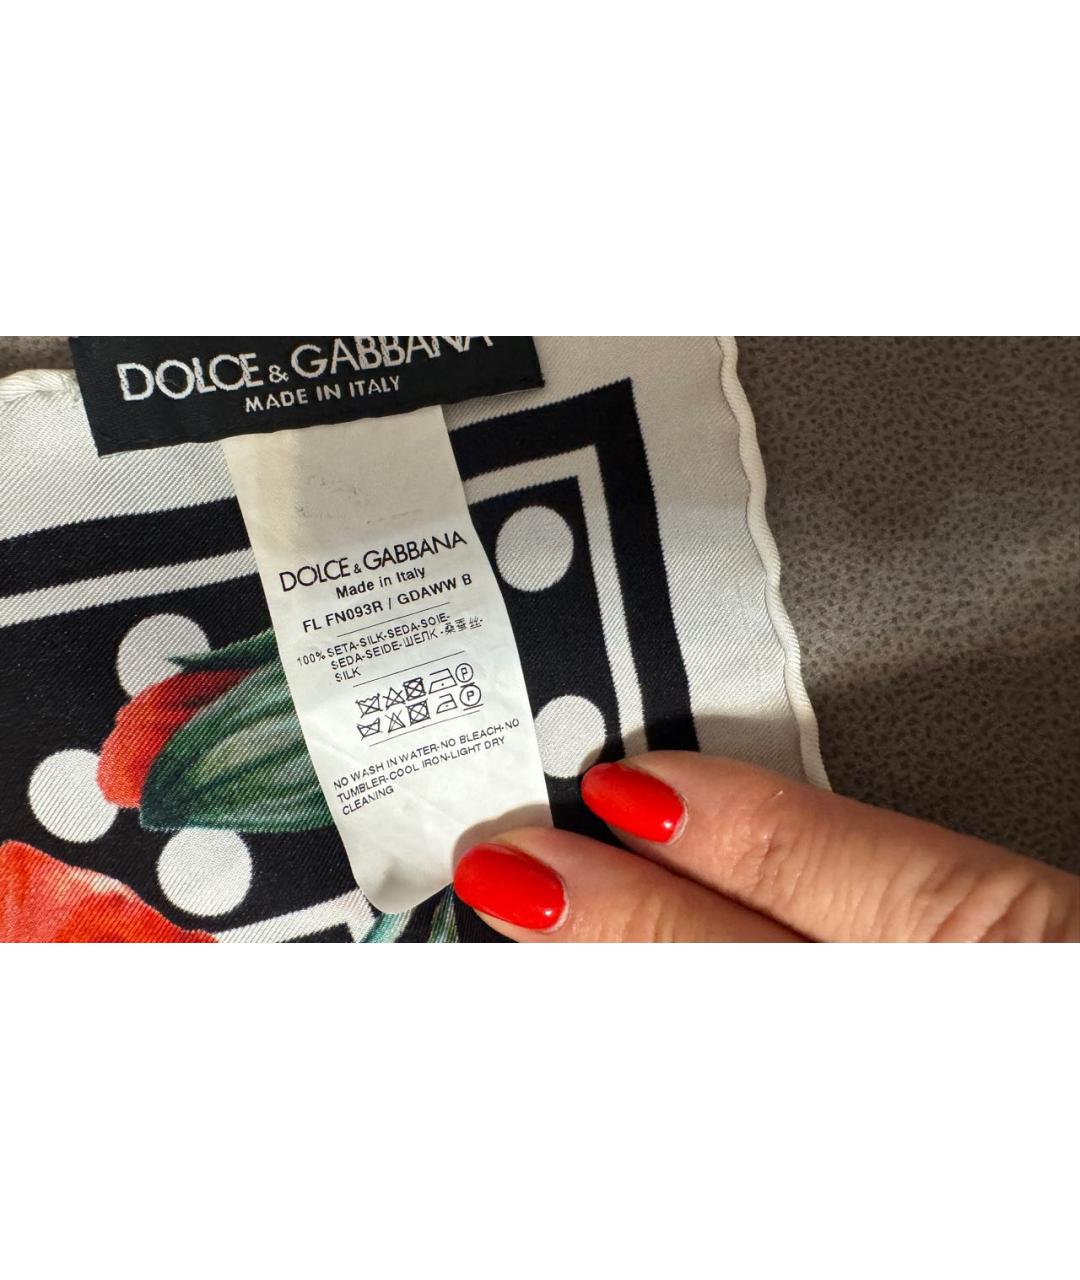 DOLCE & GABBANA
MADE IN ITALY
DOLCE & GABBANA
Made in Italy
FL FN093R / GDAWW B
100% SETA-SILK-SEDA-SOIE-
SEDA-SEIDE-ШЕЛК -桑蚕丝-
SILK
P
P
NO WASH IN WATER-NO BLEACH-NO
TUMBLER-COOL IRON-LIGHT DRY
CLEANING